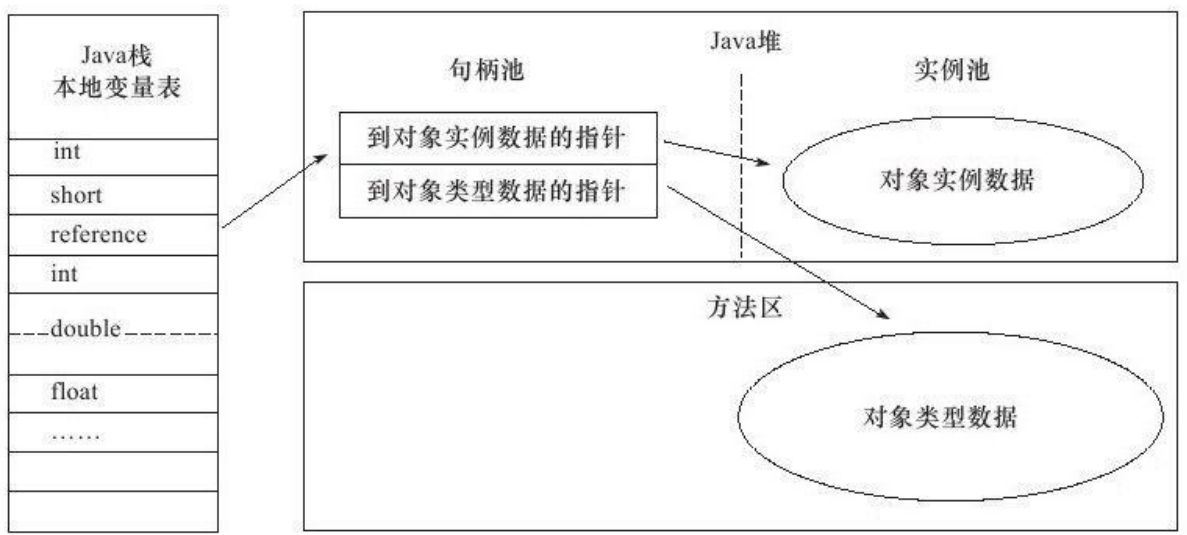 Java栈
本地变量表
int
short
reference
int
double
float
……
Java堆
句柄池
实例池
到对象实例数据的指针
到对象类型数据的指针
对象实例数据
方法区
对象类型数据